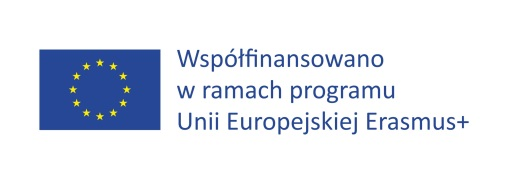 Współfinansowano
w ramach programu
Unii Europejskiej Erasmus+